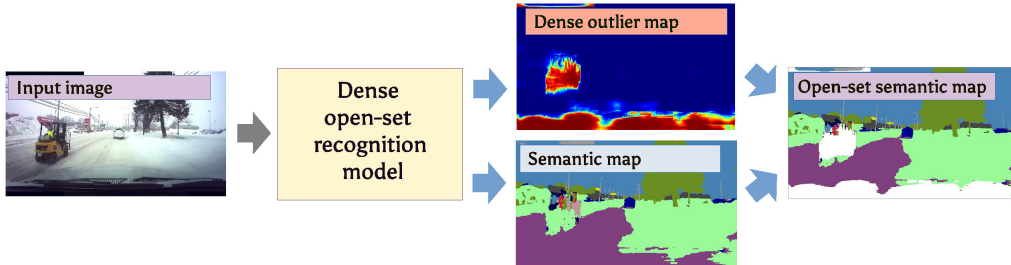 Input image
Dense
open-set
recognition
model
Dense outlier map
Semantic map
Open-set semantic map